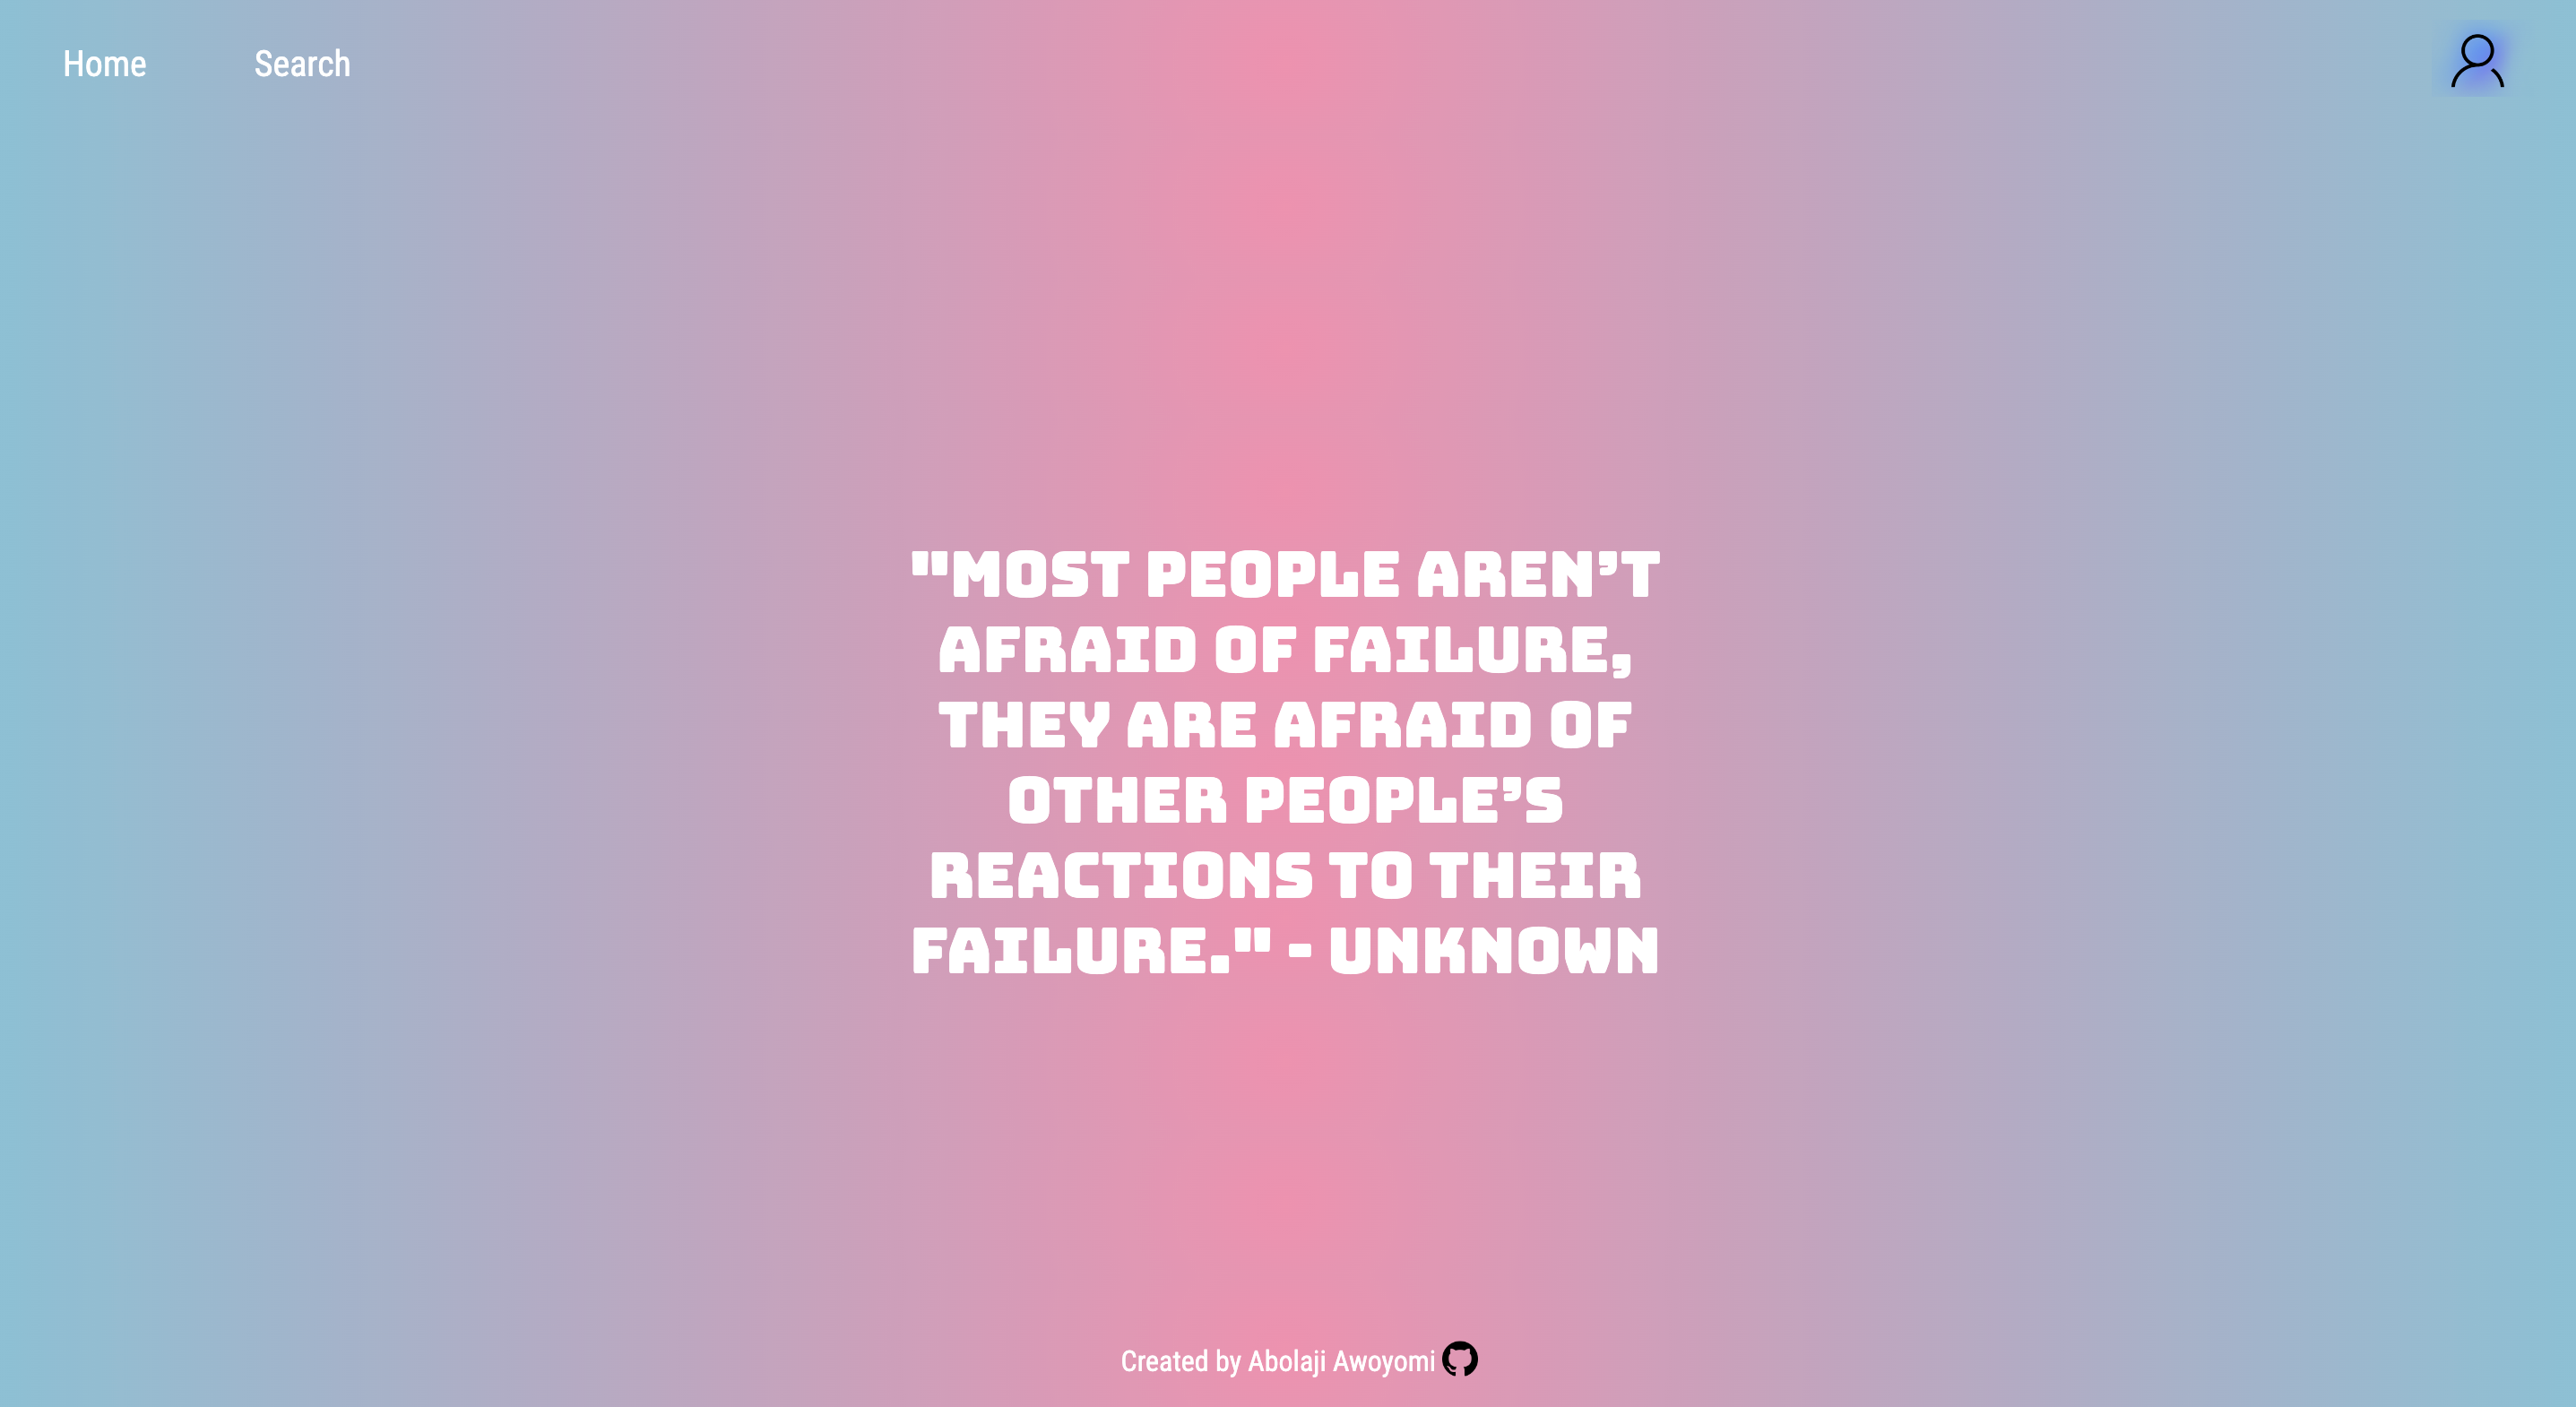 Home
Search
"MOST PEOPLE AREN’T
AFRAID OF FAILURE,
THEY ARE AFRAID OF
OTHER PEOPLE’S
REACTIONS TO THEIR
FAILURE." - UNKNOWN
Created by Abolaji Awoyomi